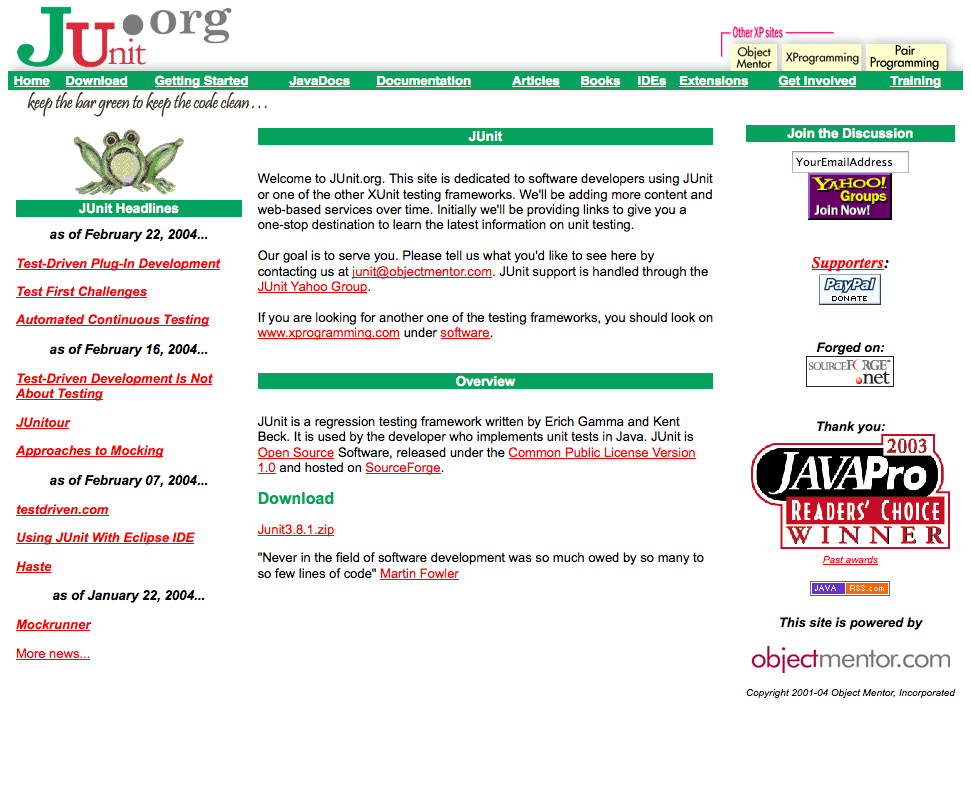 JUnit.org
Other XP sites
Object Mentor
XProgramming
Pair Programming
Home Download Getting Started JavaDocs Documentation Articles Books IDEs Extensions Get Involved Training
keep the bar green to keep the code clean . . .
JUnit Headlines
as of February 22, 2004...
Test-Driven Plug-In Development
Test First Challenges
Automated Continuous Testing
as of February 16, 2004...
Test-Driven Development Is Not
About Testing
JUnitour
Approaches to Mocking
as of February 07, 2004...
testdriven.com
Using JUnit With Eclipse IDE
Haste
as of January 22, 2004...
Mockrunner
More news...
JUnit
Welcome to JUnit.org. This site is dedicated to software developers using JUnit
or one of the other XUnit testing frameworks. We'll be adding more content and
web-based services over time. Initially we'll be providing links to give you a
one-stop destination to learn the latest information on unit testing.
Our goal is to serve you. Please tell us what you'd like to see here by
contacting us at junit@objectmentor.com. JUnit support is handled through the
JUnit Yahoo Group.
If you are looking for another one of the testing frameworks, you should look on
www.xprogramming.com under software.
Overview
JUnit is a regression testing framework written by Erich Gamma and Kent
Beck. It is used by the developer who implements unit tests in Java. JUnit is
Open Source Software, released under the Common Public License Version
1.0 and hosted on SourceForge.
Download
Junit3.8.1.zip
"Never in the field of software development was so much owed by so many to
so few lines of code" Martin Fowler
Join the Discussion
YourEmailAddress
YAHOO!
Groups
Join Now!
Supporters:
PayPal
DONATE
Forged on:
SOURCEFORGE™
.net
Thank you:
2003
JAVAPro
READERS' CHOICE
WINNER
Past awards
JAVA RSS.com
This site is powered by
objectmentor.com
Copyright 2001-04 Object Mentor, Incorporated